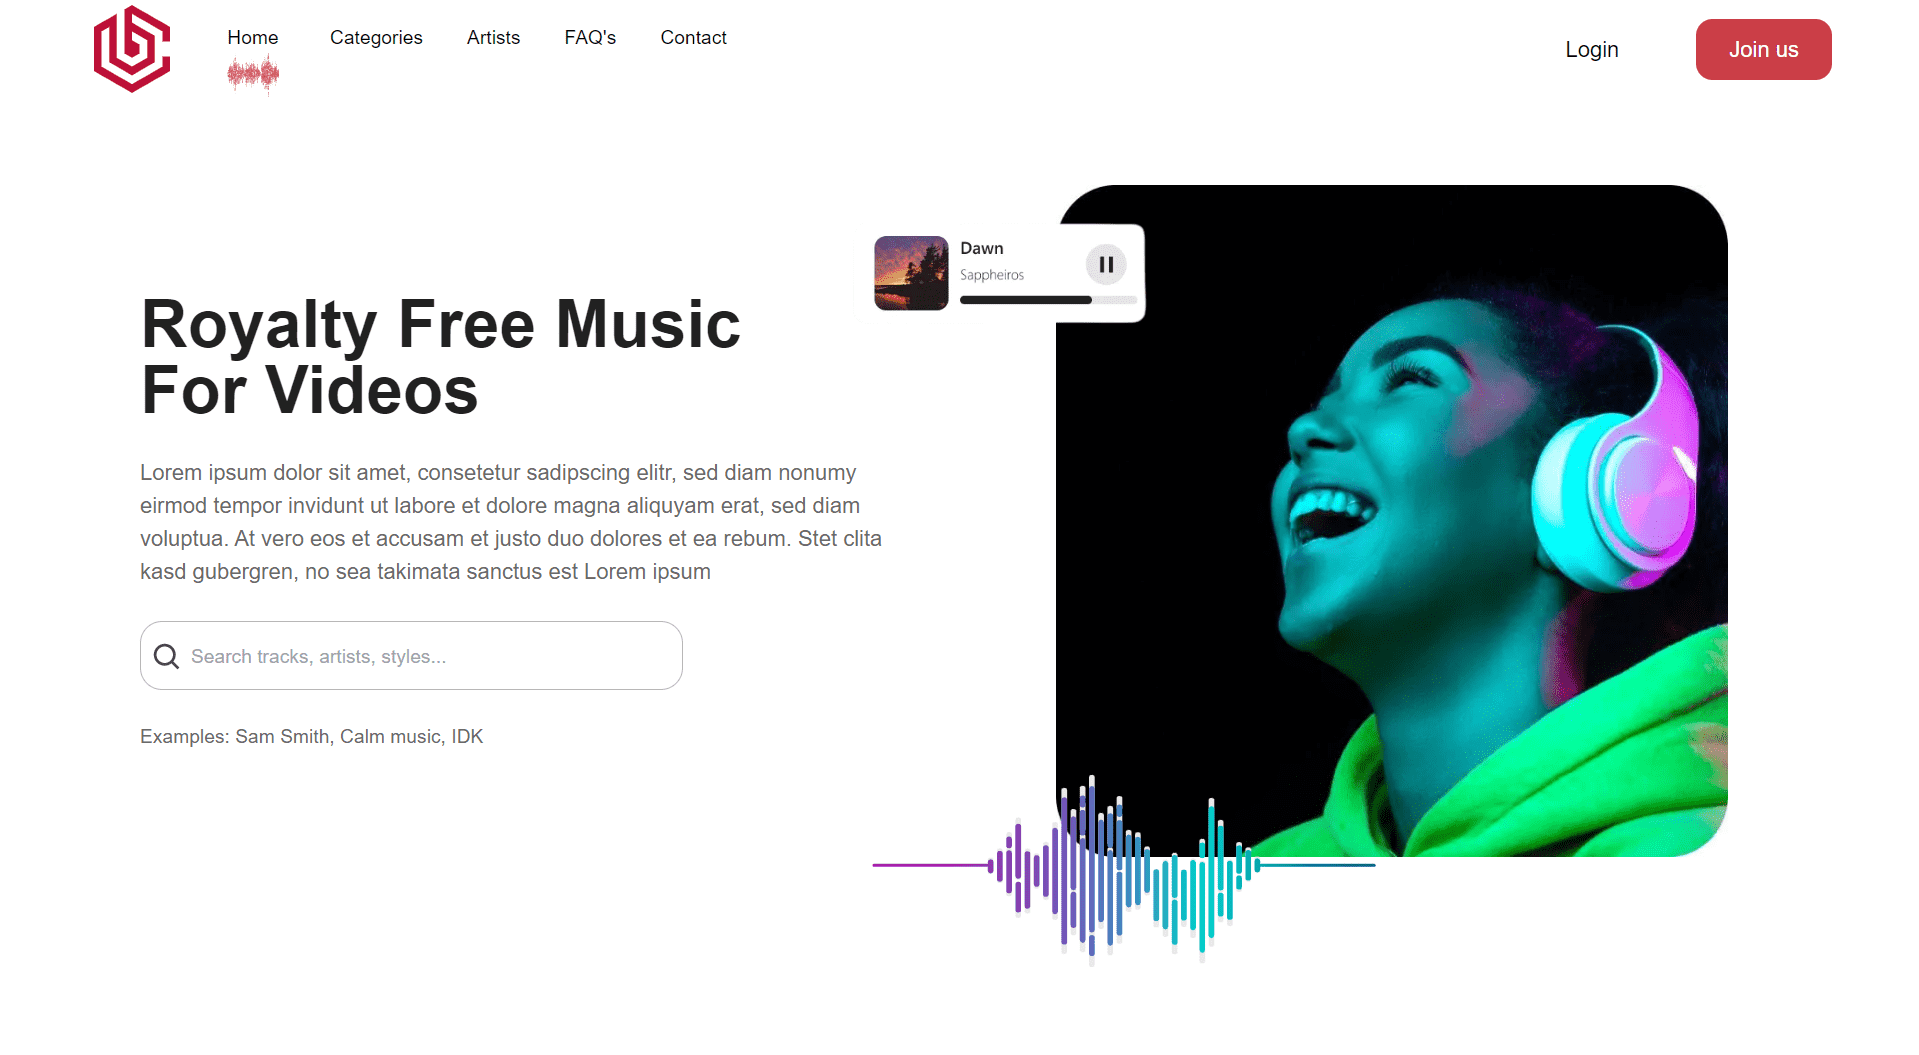 Home
Categories
Artists
FAQ's
Contact
Login
Join us
Dawn
Sappheiros
Royalty Free Music
For Videos
Lorem ipsum dolor sit amet, consetetur sadipscing elitr, sed diam nonumy
eirmod tempor invidunt ut labore et dolore magna aliquyam erat, sed diam
voluptua. At vero eos et accusam et justo duo dolores et ea rebum. Stet clita
kasd gubergren, no sea takimata sanctus est Lorem ipsum
Search tracks, artists, styles...
Examples: Sam Smith, Calm music, IDK